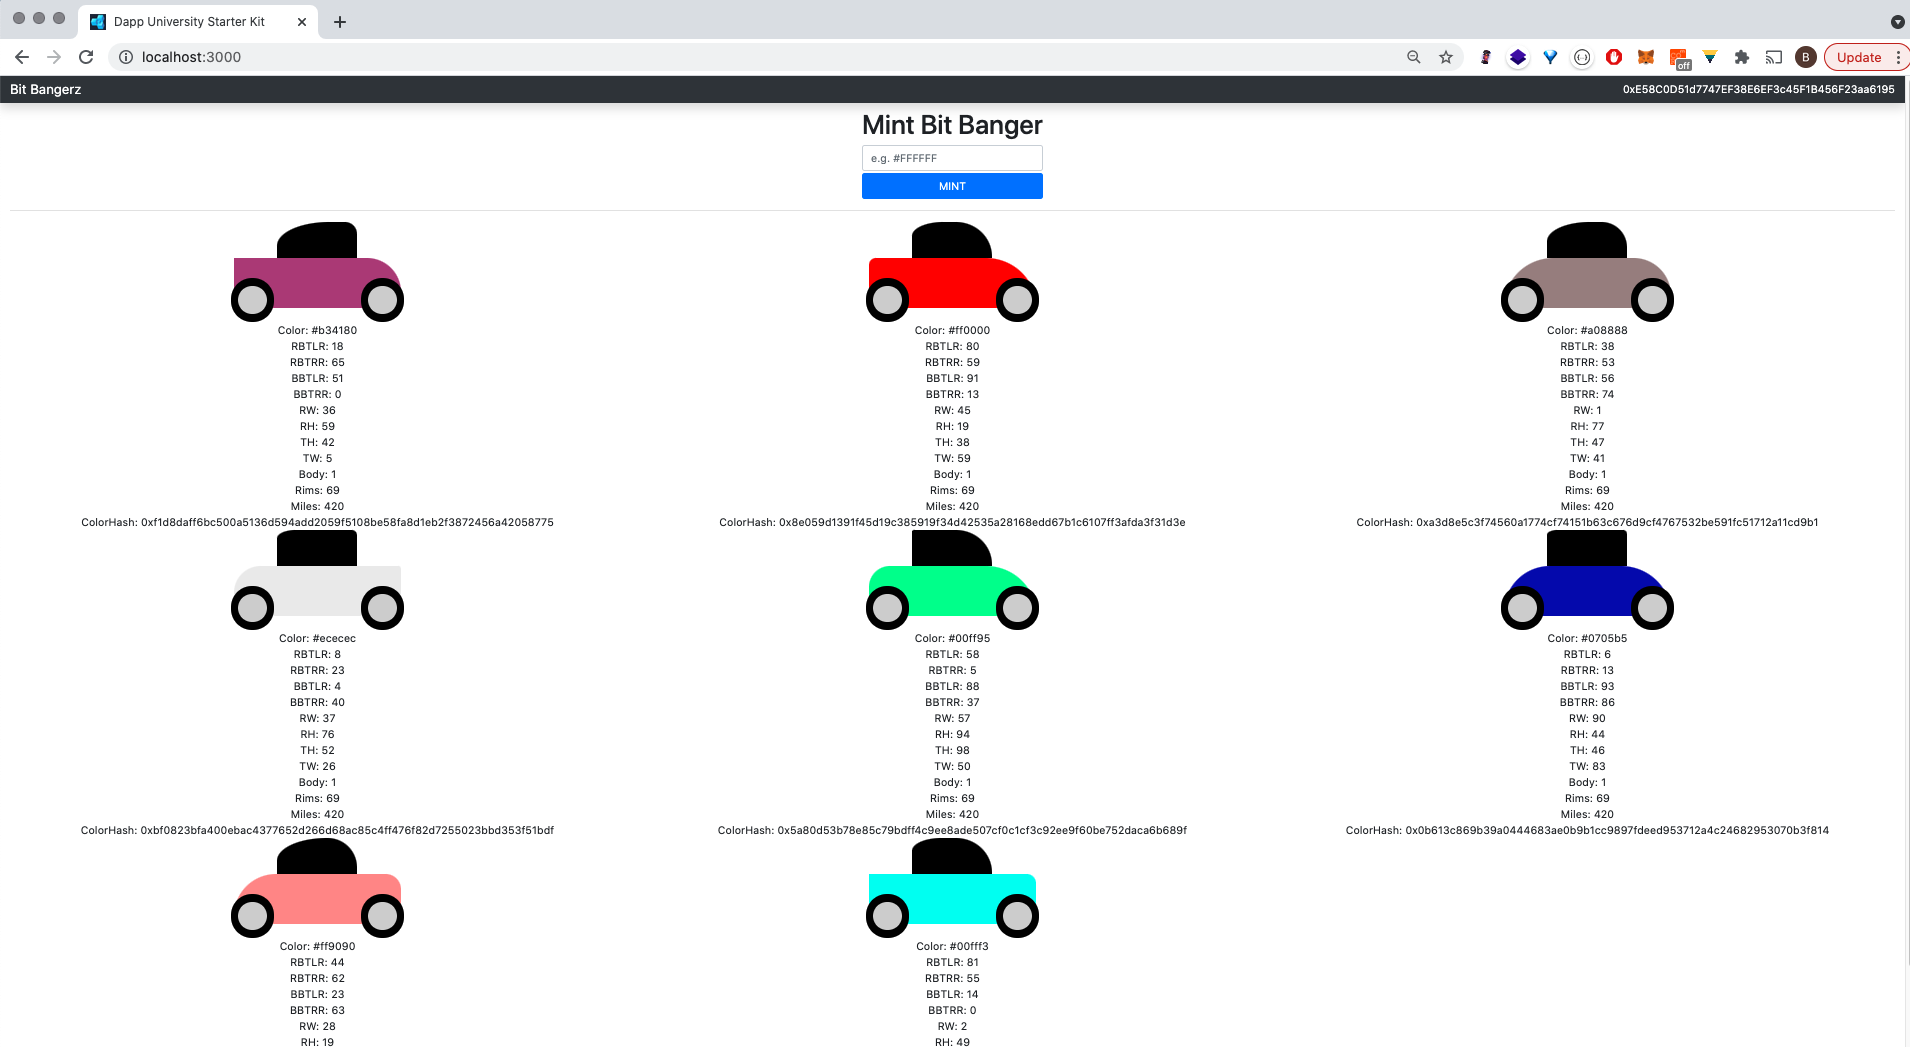 Dapp University Starter Kit
localhost:3000
off
B
Update
Bit Bangerz
0xE58C0D51d7747EF38E6EF3c45F1B456F23aa6195
Mint Bit Banger
e.g. #FFFFFF
MINT
Color: #b34180
RBTLR: 18
RBTRR: 65
BBTLR: 51
BBTRR: 0
RW: 36
RH: 59
TH: 42
TW: 5
Body: 1
Rims: 69
Miles: 420
ColorHash: 0xf1d8daff6bc500a5136d594add2059f5108be58fa8d1eb2f3872456a42058775
Color: #ff0000
RBTLR: 80
RBTRR: 59
BBTLR: 91
BBTRR: 13
RW: 45
RH: 19
TH: 38
TW: 59
Body: 1
Rims: 69
Miles: 420
ColorHash: 0x8e059d1391f45d19c385919f34d42535a28168edd67b1c6107ff3afda3f31d3e
Color: #a08888
RBTLR: 38
RBTRR: 53
BBTLR: 56
BBTRR: 74
RW: 1
RH: 77
TH: 47
TW: 41
Body: 1
Rims: 69
Miles: 420
ColorHash: 0xa3d8e5c3f74560a1774cf74151b63c676d9cf4767532be591fc51712a11cd9b1
Color: #ececec
RBTLR: 8
RBTRR: 23
BBTLR: 4
BBTRR: 40
RW: 37
RH: 76
TH: 52
TW: 26
Body: 1
Rims: 69
Miles: 420
ColorHash: 0xbf0823bfa400ebac4377652d266d68ac85c4ff476f82d7255023bbd353f51bdf
Color: #00ff95
RBTLR: 58
RBTRR: 5
BBTLR: 88
BBTRR: 37
RW: 57
RH: 94
TH: 98
TW: 50
Body: 1
Rims: 69
Miles: 420
ColorHash: 0x5a80d53b78e85c79bdff4c9ee8ade507cf0c1cf3c92ee9f60be752daca6b689f
Color: #0705b5
RBTLR: 6
RBTRR: 13
BBTLR: 93
BBTRR: 86
RW: 90
RH: 44
TH: 46
TW: 83
Body: 1
Rims: 69
Miles: 420
ColorHash: 0x0b613c869b39a0444683ae0b9b1cc9897fdeed953712a4c24682953070b3f814
Color: #ff9090
RBTLR: 44
RBTRR: 62
BBTLR: 23
BBTRR: 63
RW: 28
RH: 19
Color: #00fff3
RBTLR: 81
RBTRR: 55
BBTLR: 14
BBTRR: 0
RW: 2
RH: 49